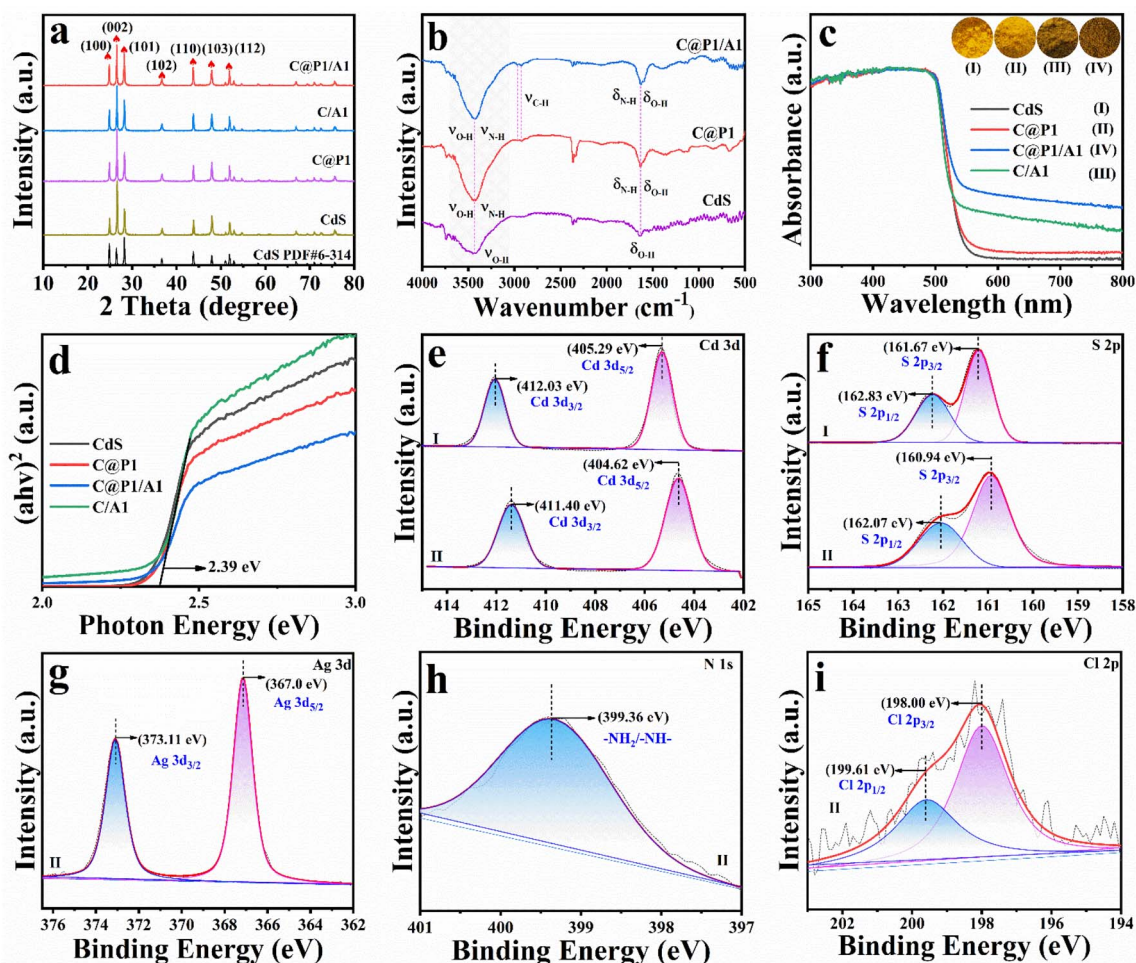 a
(002)
(100)
(101)
(110) (103) (112)
(102)
C@P1/A1
C/A1
C@P1
CdS
CdS PDF#6-314
10 20 30 40 50 60 70 80
2 Theta (degree)
Intensity (a.u.)
b
C@P1/A1
νC-H
δN-H δO-H
νO-H νN-H
C@P1
δN-H δO-H
νO-H νN-H
CdS
νO-H
δO-H
4000 3500 3000 2500 2000 1500 1000 500
Wavenumber (cm-1)
Intensity (a.u.)
c
(I) (II) (III) (IV)
CdS (I)
C@P1 (II)
C@P1/A1 (IV)
C/A1 (III)
300 400 500 600 700 800
Wavelength (nm)
Absorbance (a.u.)
d
CdS
C@P1
C@P1/A1
C/A1
2.39 eV
2.0 2.5 3.0
Photon Energy (eV)
(ahv)2 (a.u.)
e
Cd 3d
(405.29 eV)
Cd 3d5/2
(412.03 eV)
Cd 3d3/2
I
(404.62 eV)
Cd 3d5/2
(411.40 eV)
Cd 3d3/2
II
414 412 410 408 406 404 402
Binding Energy (eV)
Intensity (a.u.)
f
S 2p
(161.67 eV)
S 2p3/2
(162.83 eV)
S 2p1/2
I
(160.94 eV)
S 2p3/2
(162.07 eV)
S 2p1/2
II
165 164 163 162 161 160 159 158
Binding Energy (eV)
Intensity (a.u.)
g
Ag 3d
(367.0 eV)
Ag 3d5/2
(373.11 eV)
Ag 3d3/2
II
376 374 372 370 368 366 364 362
Binding Energy (eV)
Intensity (a.u.)
h
N 1s
(399.36 eV)
-NH2/-NH-
II
401 400 399 398 397
Binding Energy (eV)
Intensity (a.u.)
i
Cl 2p
(198.00 eV)
Cl 2p3/2
(199.61 eV)
Cl 2p1/2
II
202 200 198 196 194
Binding Energy (eV)
Intensity (a.u.)